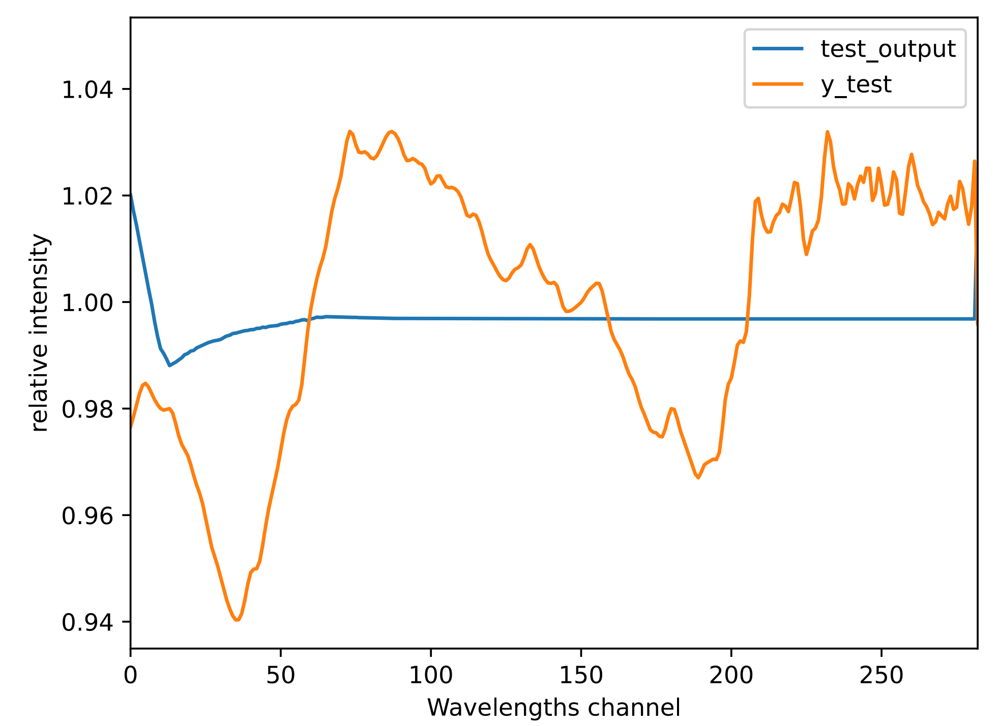 test_output
y_test
1.04
1.02
1.00
0.98
0.96
0.94
relative intensity
0 50 100 150 200 250
Wavelengths channel